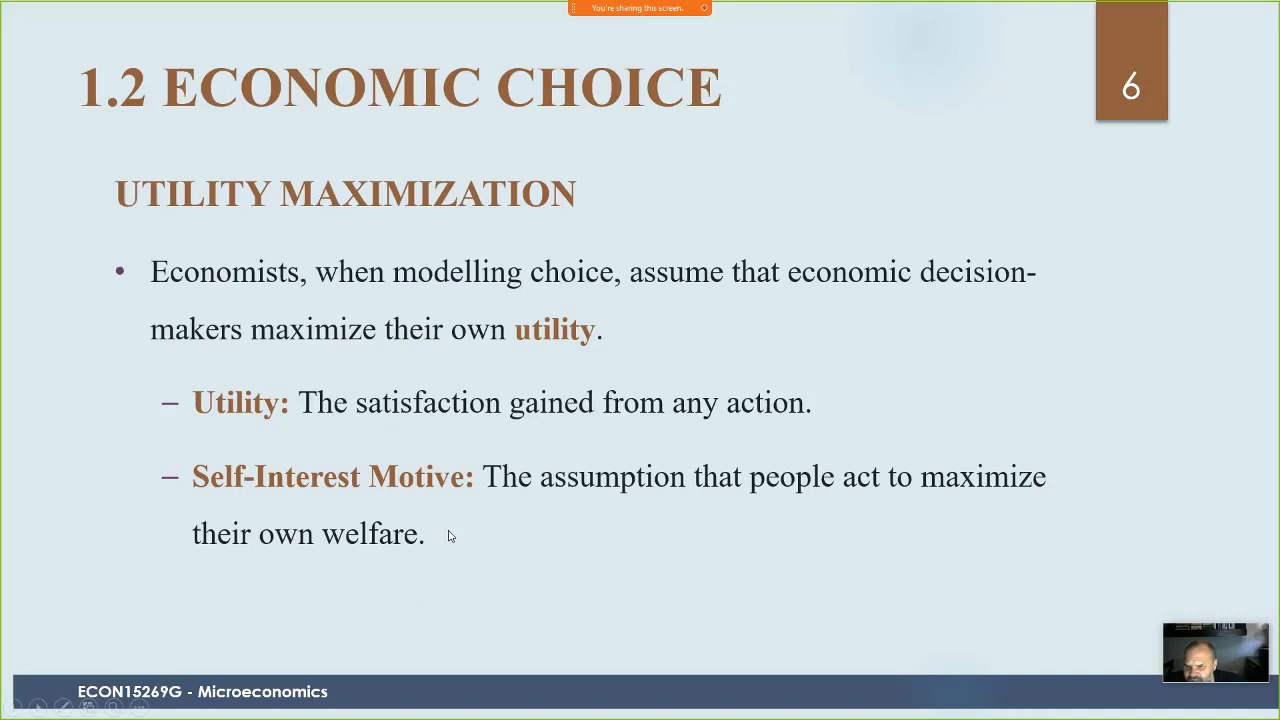 You're sharing this screen.
6
1.2 ECONOMIC CHOICE
UTILITY MAXIMIZATION
• Economists, when modelling choice, assume that economic decision-
makers maximize their own utility.
– Utility: The satisfaction gained from any action.
– Self-Interest Motive: The assumption that people act to maximize
their own welfare.
ECON15269G - Microeconomics